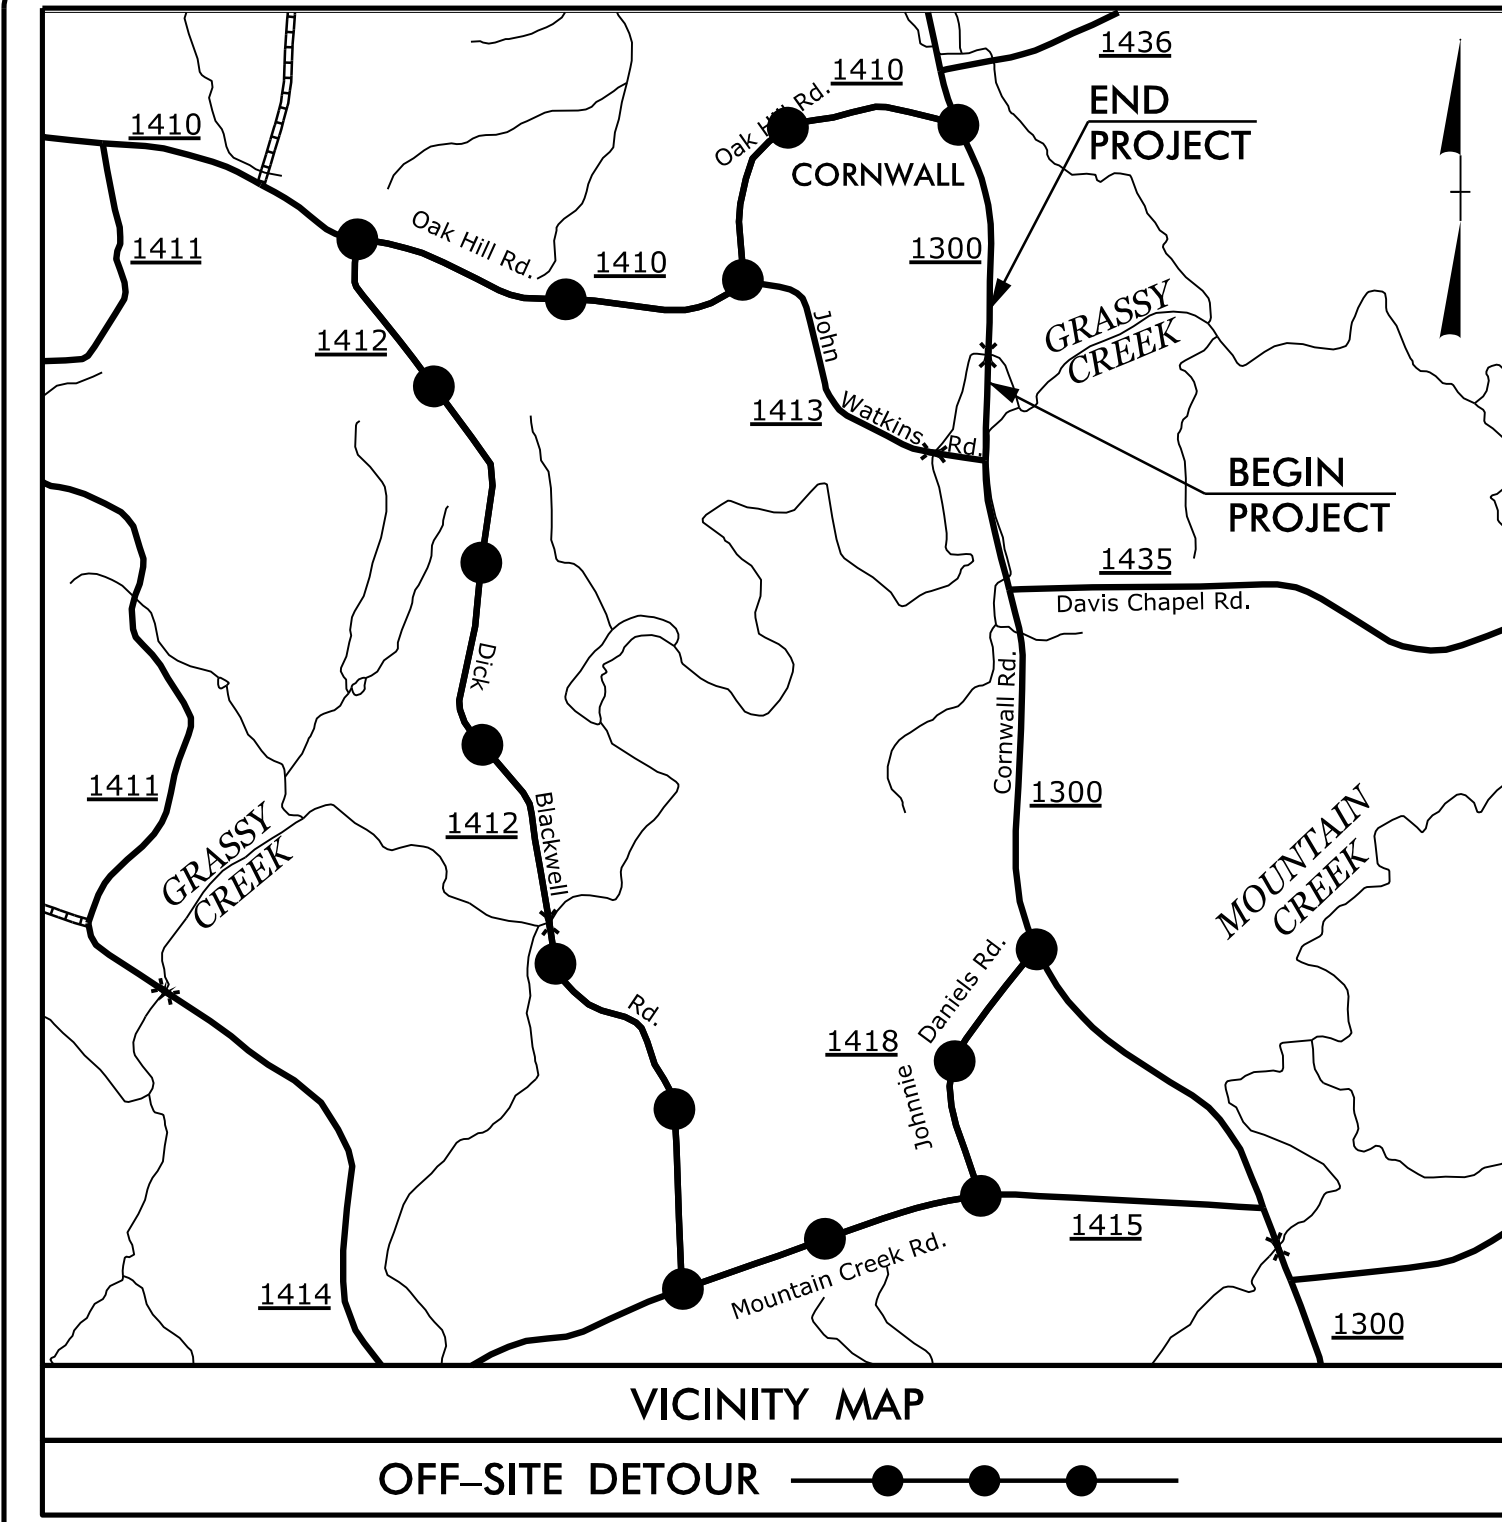 1436
1410
Oak Hill Rd.
END
PROJECT
1410
CORNWALL
1411
Oak Hill Rd.
1410
1300
GRASSY
CREEK
1412
John
Watkins Rd.
1413
BEGIN
PROJECT
1435
Davis Chapel Rd.
Dick
Cornwall Rd.
1411
1412
Blackwell
1300
GRASSY
CREEK
MOUNTAIN
CREEK
Rd.
Johnnie Daniels Rd.
1418
1415
Mountain Creek Rd.
1414
1300
VICINITY MAP
OFF-SITE DETOUR